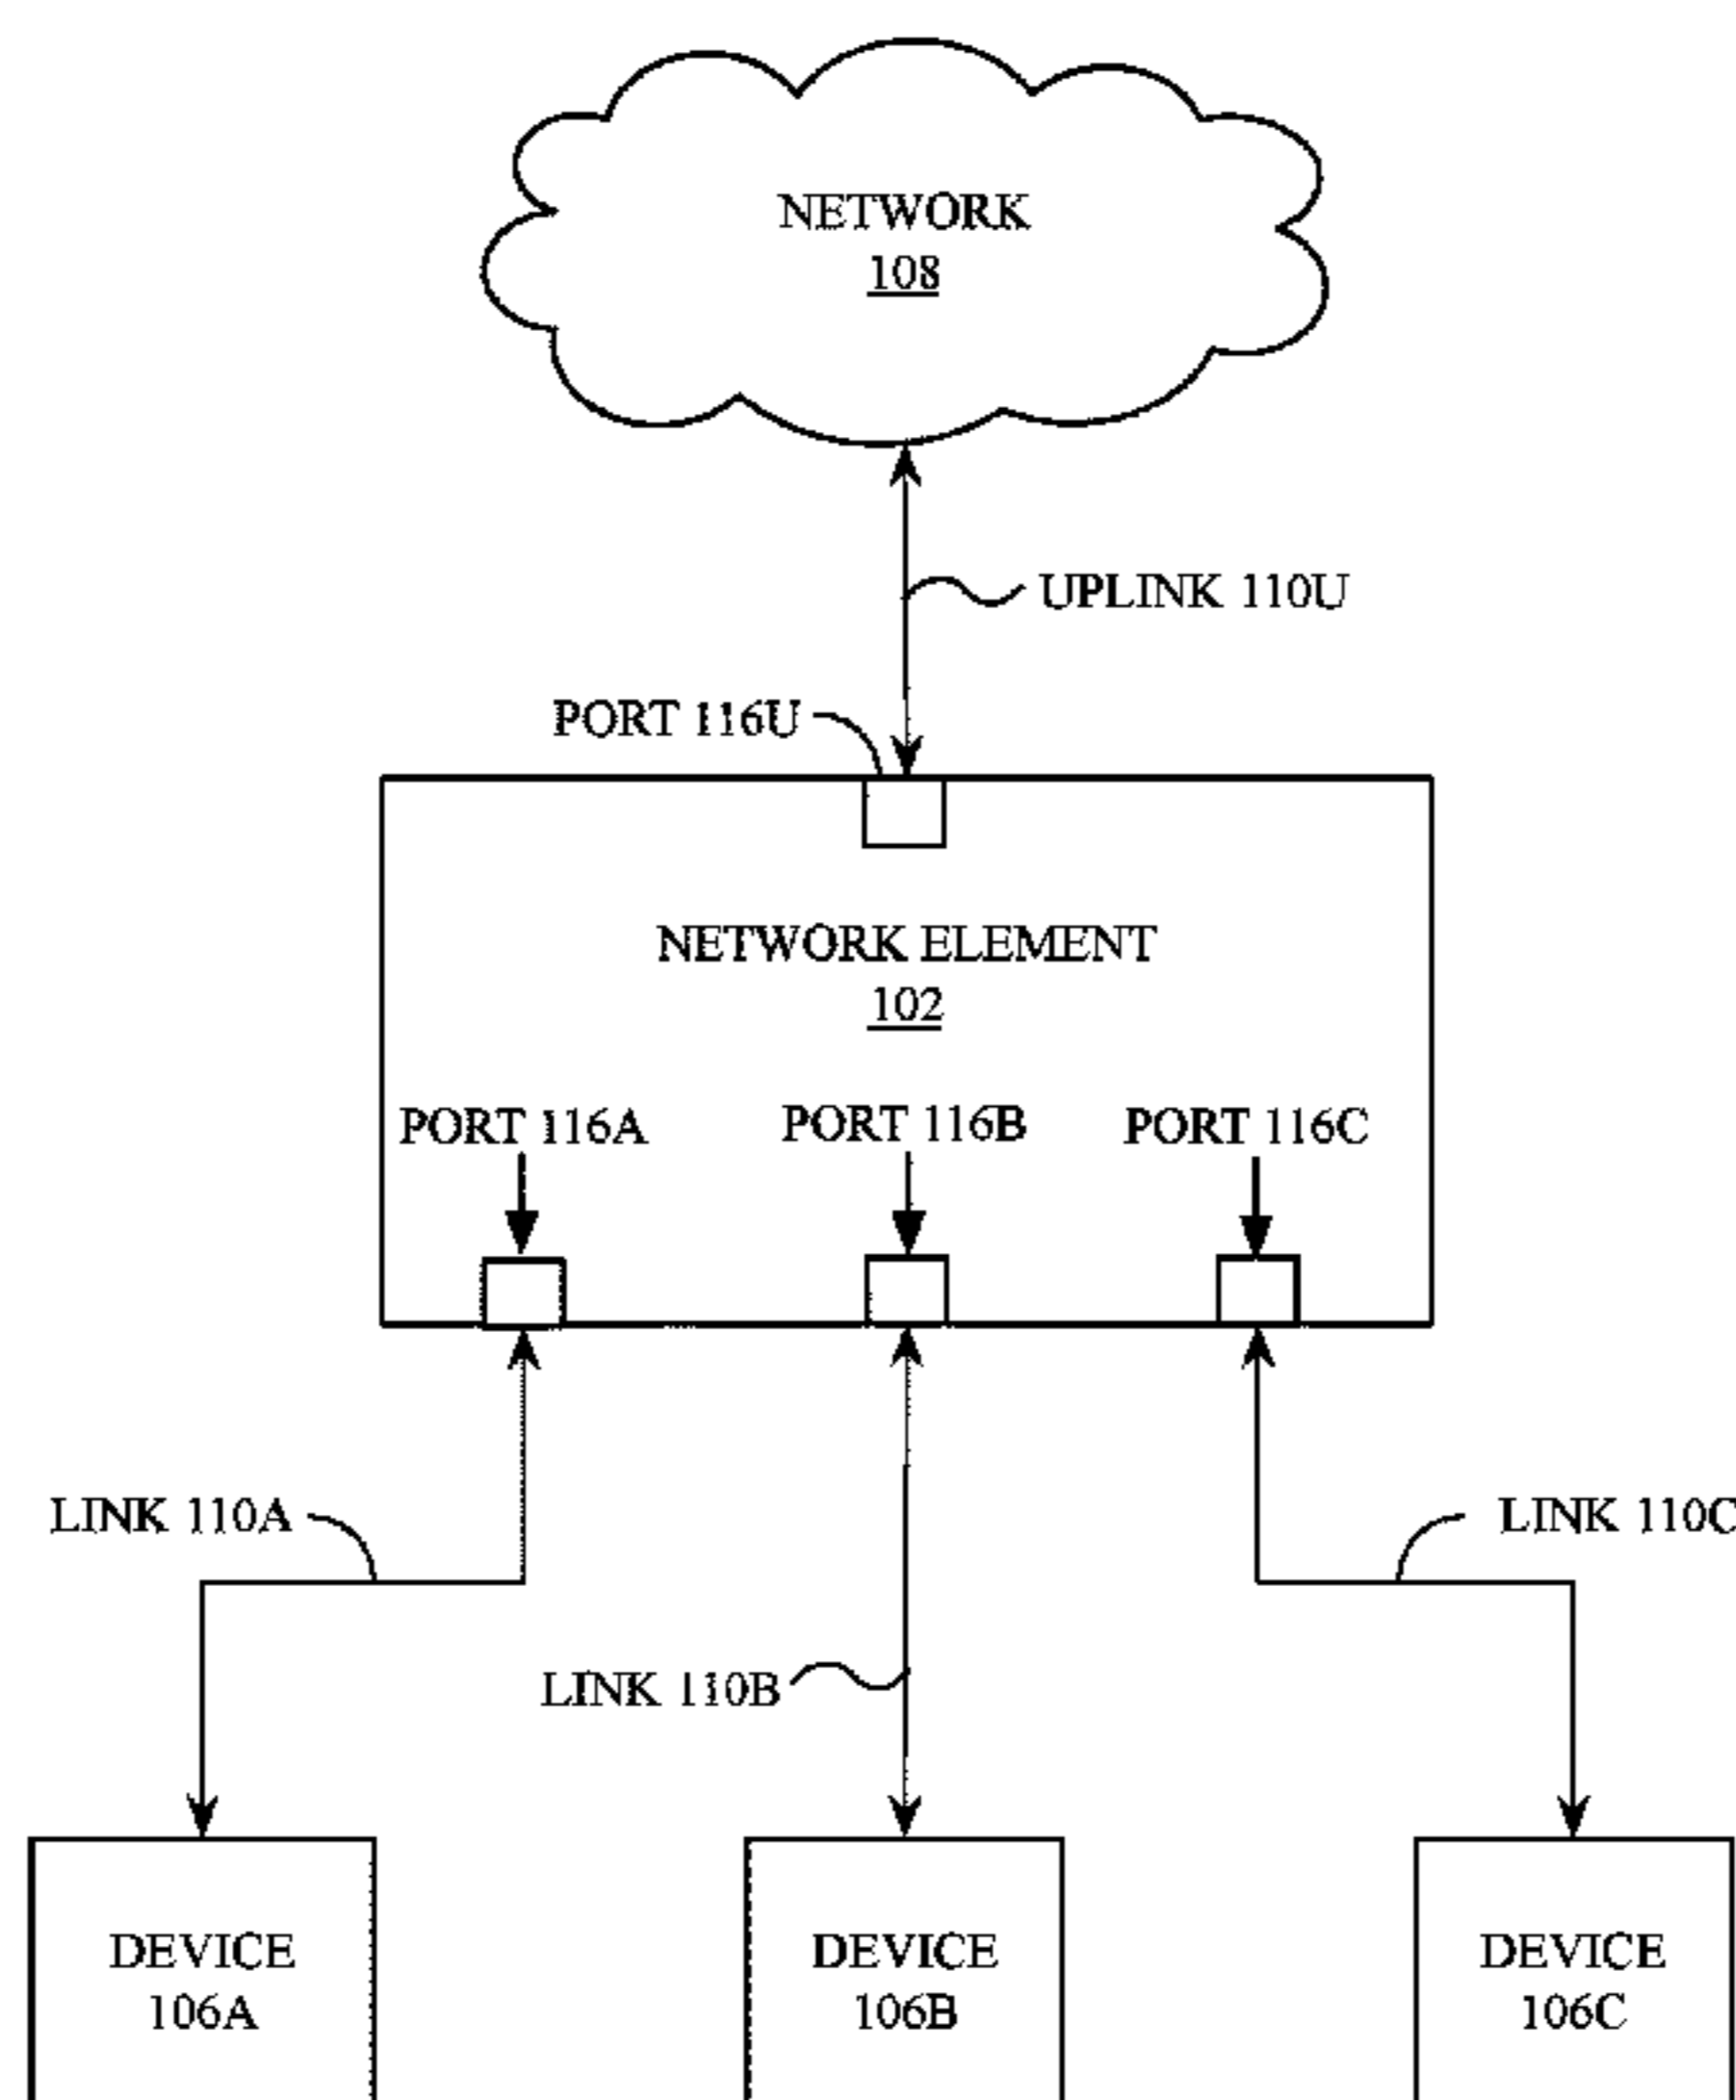 NETWORK
108
UPLINK 110U
PORT 116U
NETWORK ELEMENT
102
PORT 116A
PORT 116B
PORT 116C
LINK 110A
LINK 110C
LINK 110B
DEVICE
106A
DEVICE
106B
DEVICE
106C